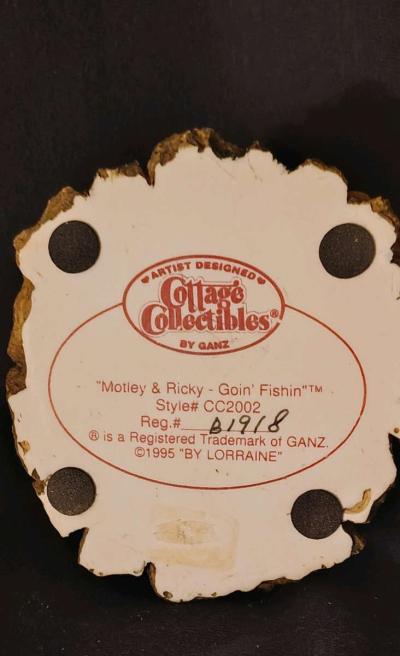 ♥ARTIST DESIGNED♥
Cottage
Collectibles®
BY GANZ
"Motley & Ricky - Goin' Fishin"™
Style# CC2002
Reg.# B1918
® is a Registered Trademark of GANZ.
©1995 "BY LORRAINE"